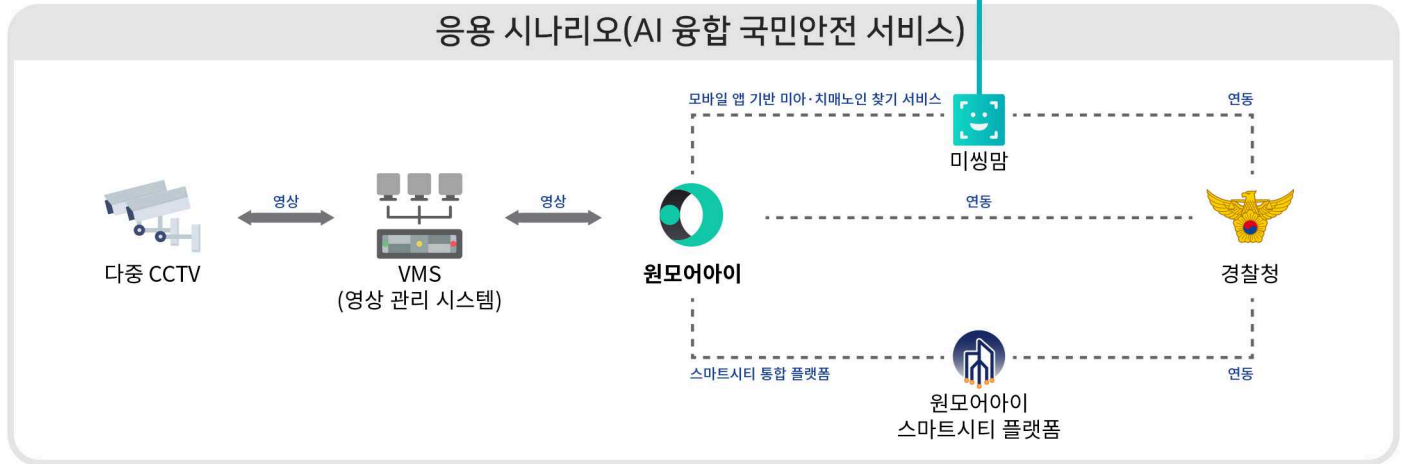 응용 시나리오(AI 융합 국민안전 서비스)
모바일 앱 기반 미아·치매노인 찾기 서비스
연동
미씽맘
영상
영상
연동
다중 CCTV
VMS
(영상 관리 시스템)
원모어아이
경찰청
스마트시티 통합 플랫폼
연동
원모어아이
스마트시티 플랫폼